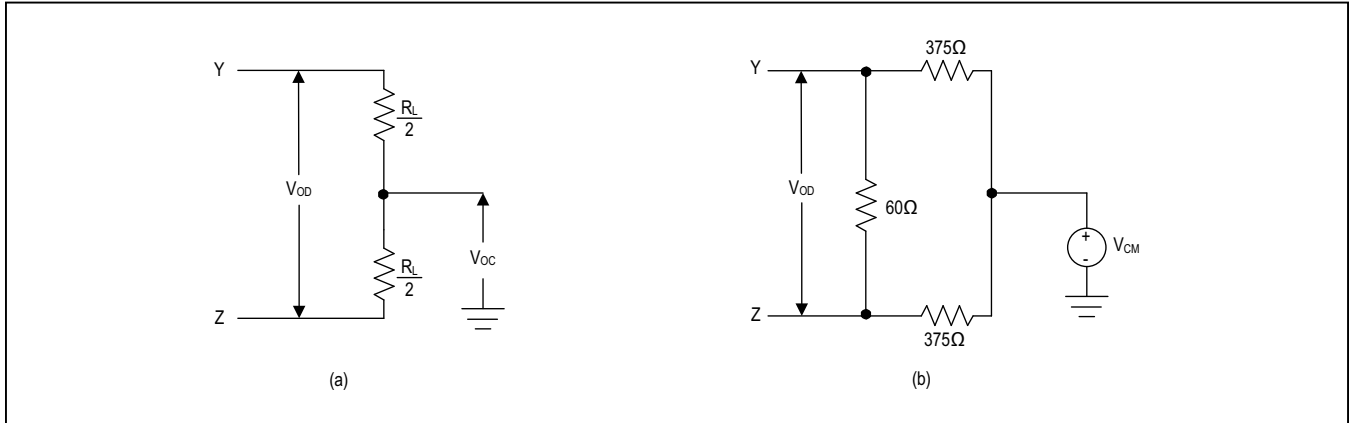 Y
V_OD
R_L
2
V_OC
R_L
2
Z
(a)
375Ω
Y
V_OD
60Ω
+
-
V_CM
Z
375Ω
(b)